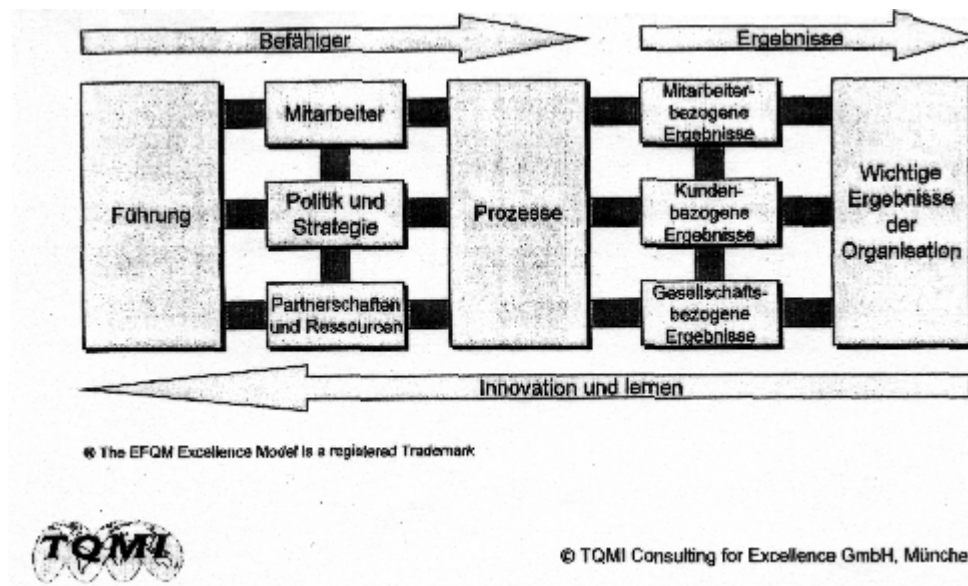 Befähiger
Ergebnisse
Führung
Mitarbeiter
Politik und
Strategie
Partnerschaften
und Ressourcen
Prozesse
Mitarbeiter-
bezogene
Ergebnisse
Kunden-
bezogene
Ergebnisse
Gesellschafts-
bezogene
Ergebnisse
Wichtige
Ergebnisse
der
Organisation
Innovation und lernen
® The EFQM Excellence Model is a registered Trademark
TQMI
© TQMI Consulting for Excellence GmbH, Münche